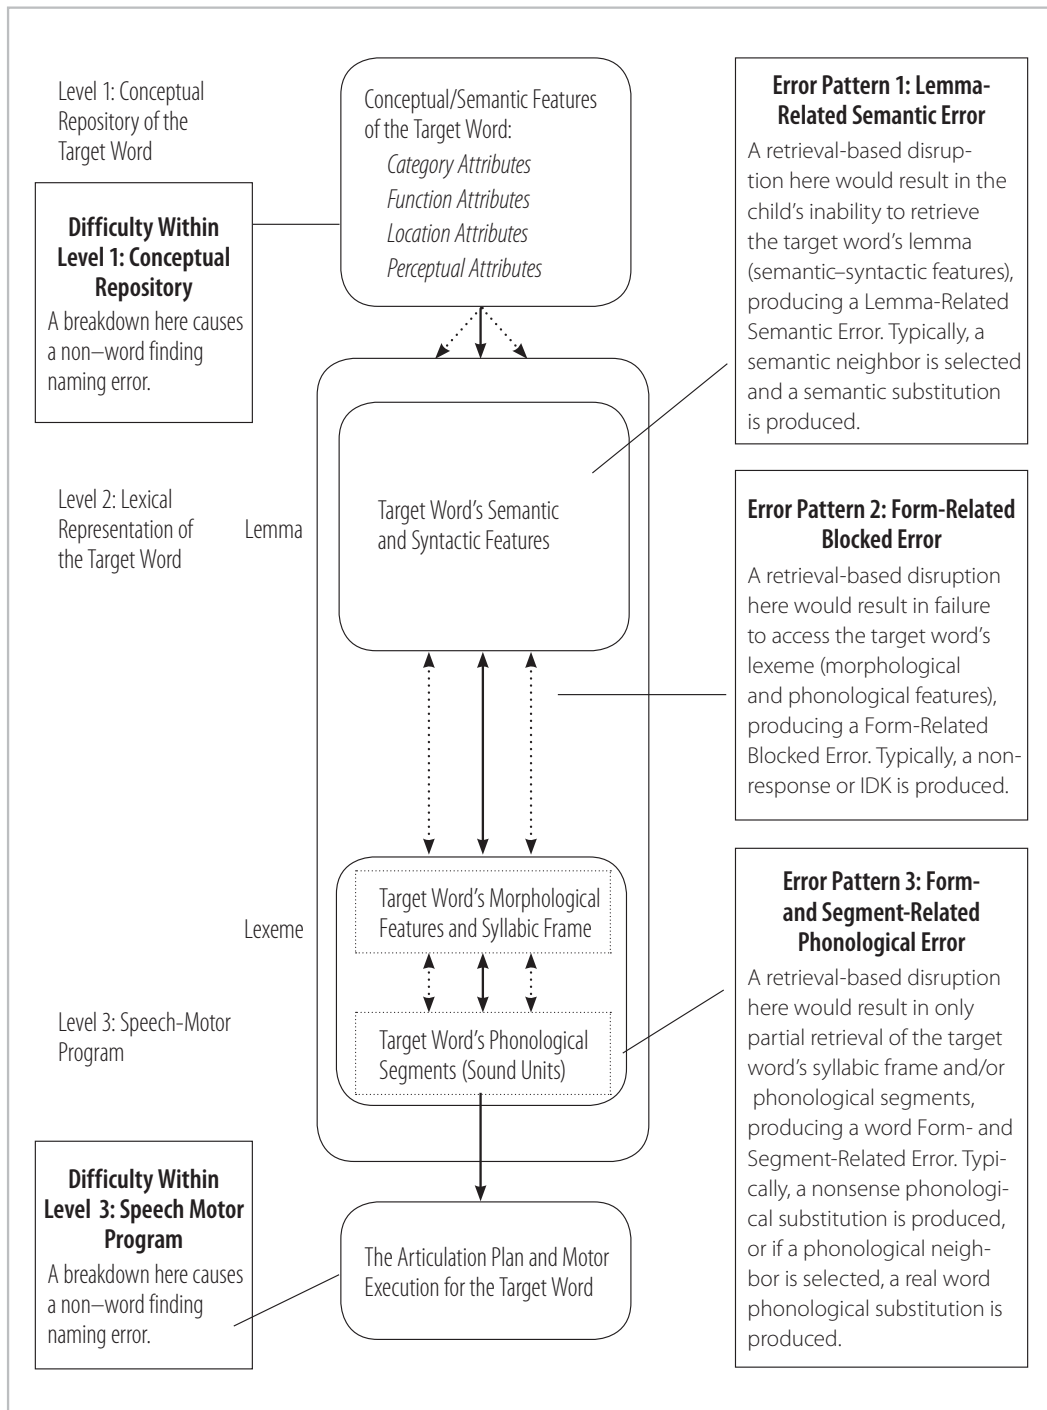 Level 1: Conceptual
Repository of the
Target Word
Difficulty Within
Level 1: Conceptual
Repository
A breakdown here causes
a non–word finding
naming error.
Conceptual/Semantic Features
of the Target Word:
Category Attributes
Function Attributes
Location Attributes
Perceptual Attributes
Error Pattern 1: Lemma-
Related Semantic Error
A retrieval-based disrup-
tion here would result in the
child’s inability to retrieve
the target word’s lemma
(semantic–syntactic features),
producing a Lemma-Related
Semantic Error. Typically, a
semantic neighbor is selected
and a semantic substitution
is produced.
Level 2: Lexical
Representation of
the Target Word
Lemma
Target Word’s Semantic
and Syntactic Features
Error Pattern 2: Form-Related
Blocked Error
A retrieval-based disruption
here would result in failure
to access the target word’s
lexeme (morphological
and phonological features),
producing a Form-Related
Blocked Error. Typically, a non-
response or IDK is produced.
Lexeme
Target Word’s Morphological
Features and Syllabic Frame
Level 3: Speech-Motor
Program
Target Word’s Phonological
Segments (Sound Units)
Error Pattern 3: Form-
and Segment-Related
Phonological Error
A retrieval-based disruption
here would result in only
partial retrieval of the target
word’s syllabic frame and/or
phonological segments,
producing a word Form- and
Segment-Related Error. Typi-
cally, a nonsense phonologi-
cal substitution is produced,
or if a phonological neigh-
bor is selected, a real word
phonological substitution is
produced.
Difficulty Within
Level 3: Speech Motor
Program
A breakdown here causes
a non–word finding
naming error.
The Articulation Plan and Motor
Execution for the Target Word